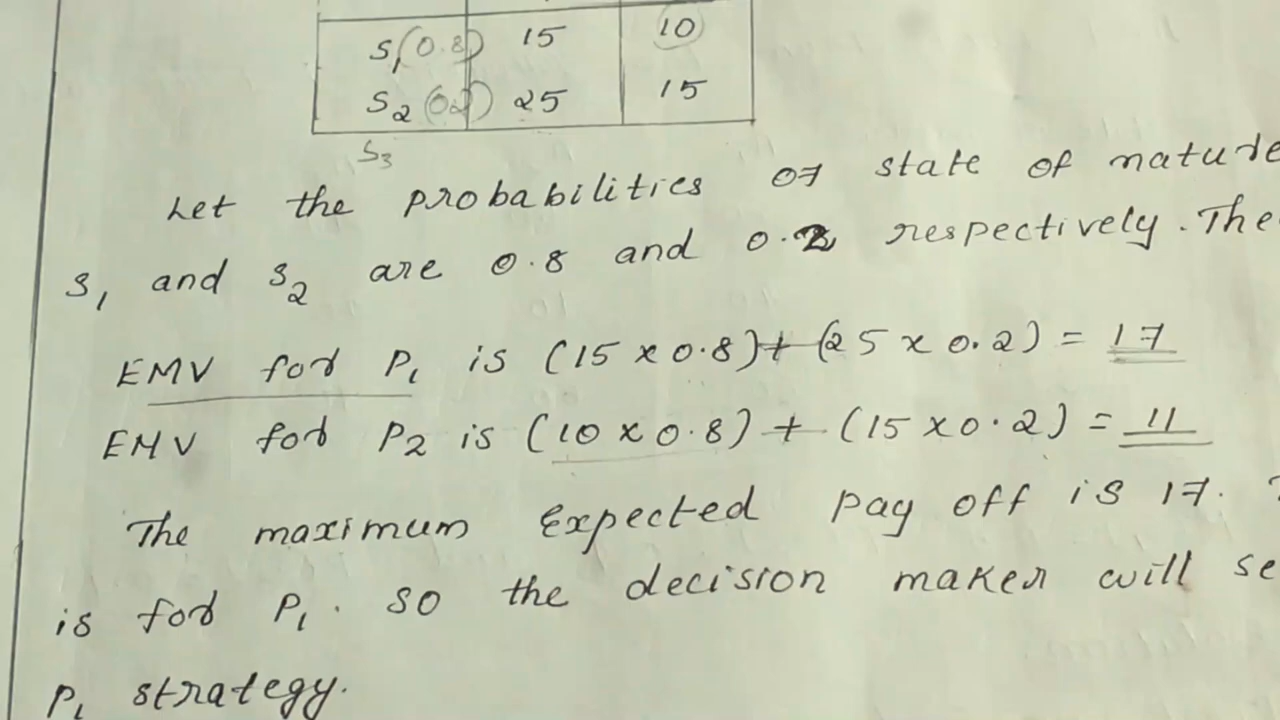 S1(0.8) 15 10
S2(0.2) 25 15
S3
Let the probabilities of state of nature
S1 and S2 are 0.8 and 0.2 respectively. The
EMV for P1 is (15 x 0.8) + (25 x 0.2) = 17
EMV for P2 is (10 x 0.8) + (15 x 0.2) = 11
The maximum Expected pay off is 17.
is for P1. so the decision maker will se
P1 strategy.